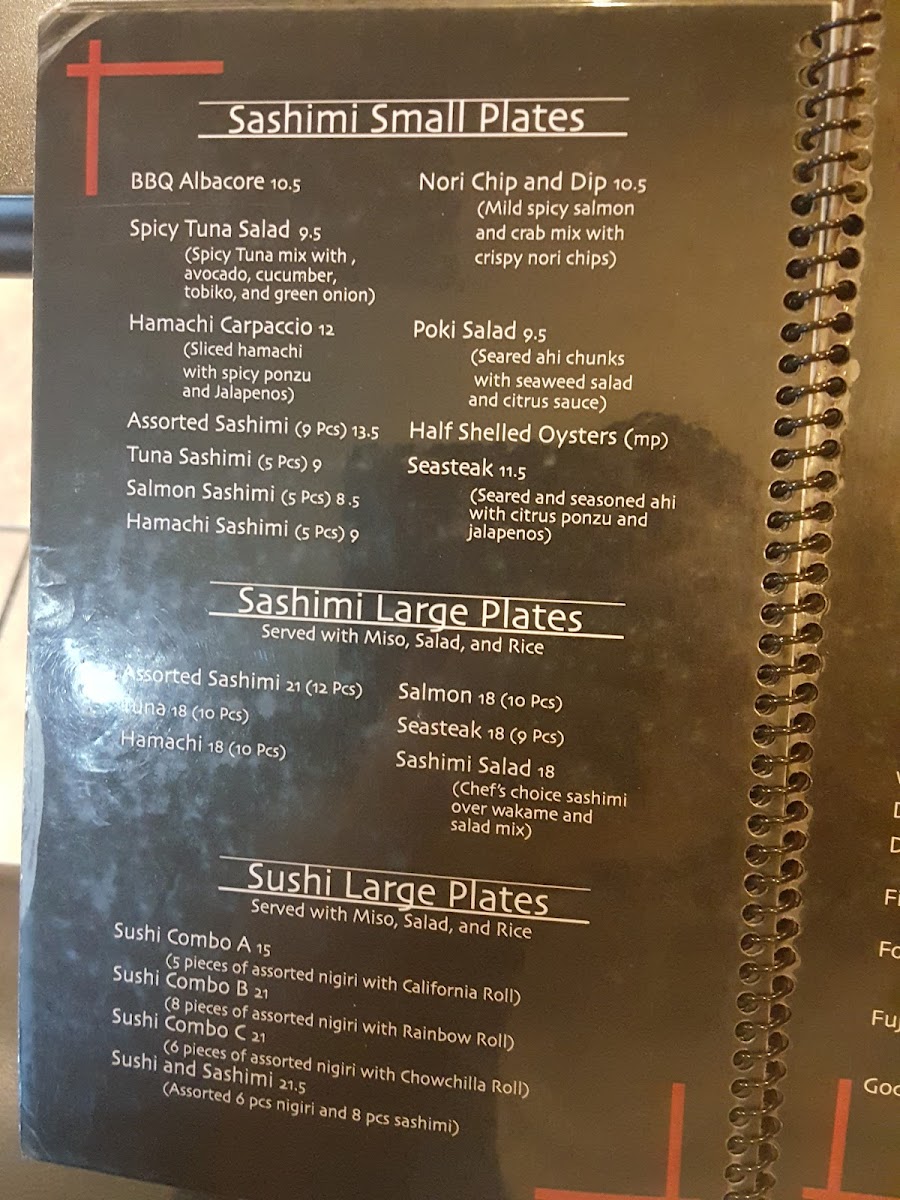 Sashimi Small Plates
BBQ Albacore 10.5
Spicy Tuna Salad 9.5
(Spicy Tuna mix with ,
avocado, cucumber,
tobiko, and green onion)
Hamachi Carpaccio 12
(Sliced hamachi
with spicy ponzu
and Jalapenos)
Assorted Sashimi (9 Pcs) 13.5
Tuna Sashimi (5 Pcs) 9
Salmon Sashimi (5 Pcs) 8.5
Hamachi Sashimi (5 Pcs) 9
Nori Chip and Dip 10.5
(Mild spicy salmon
and crab mix with
crispy nori chips)
Poki Salad 9.5
(Seared ahi chunks
with seaweed salad
and citrus sauce)
Half Shelled Oysters (mp)
Seasteak 11.5
(Seared and seasoned ahi
with citrus ponzu and
jalapenos)
Sashimi Large Plates
Served with Miso, Salad, and Rice
Assorted Sashimi 21 (12 Pcs)
Tuna 18 (10 Pcs)
Hamachi 18 (10 Pcs)
Salmon 18 (10 Pcs)
Seasteak 18 (9 Pcs)
Sashimi Salad 18
(Chef's choice sashimi
over wakame and
salad mix)
Sushi Large Plates
Served with Miso, Salad, and Rice
Sushi Combo A 15
(5 pieces of assorted nigiri with California Roll)
Sushi Combo B 21
(8 pieces of assorted nigiri with Rainbow Roll)
Sushi Combo C 21
(6 pieces of assorted nigiri with Chowchilla Roll)
Sushi and Sashimi 21.5
(Assorted 6 pcs nigiri and 8 pcs sashimi)